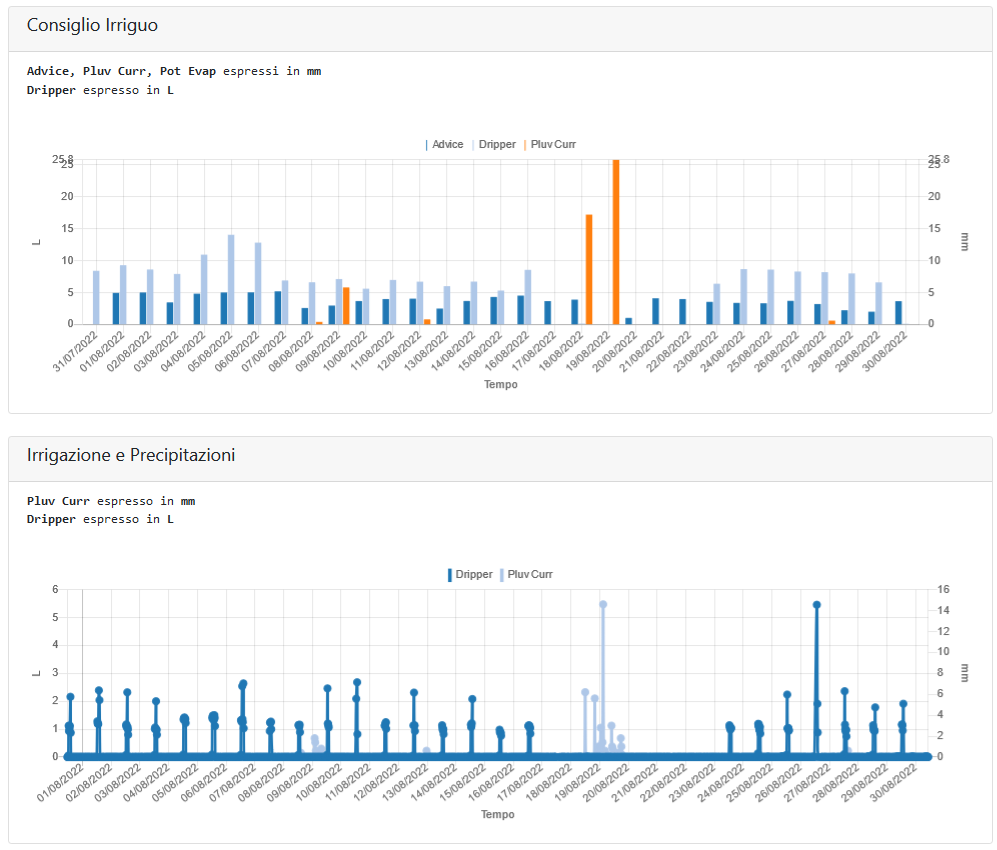 Consiglio Irriguo
Advice, Pluv Curr, Pot Evap espressi in mm
Dripper espresso in L
Advice Dripper Pluv Curr
25.8 25.8
25 25
20 20
15 15
10 10
5 5
0 0
L
mm
31/07/2022 01/08/2022 02/08/2022 03/08/2022 04/08/2022 05/08/2022 06/08/2022 07/08/2022 08/08/2022 09/08/2022 10/08/2022 11/08/2022 12/08/2022 13/08/2022 14/08/2022 15/08/2022 16/08/2022 17/08/2022 18/08/2022 19/08/2022 20/08/2022 21/08/2022 22/08/2022 23/08/2022 24/08/2022 25/08/2022 26/08/2022 27/08/2022 28/08/2022 29/08/2022 30/08/2022
Tempo
Irrigazione e Precipitazioni
Pluv Curr espresso in mm
Dripper espresso in L
Dripper Pluv Curr
6 16
5 14
4 12
3 10
2 8
1 6
0 4
2
0
L
mm
01/08/2022 02/08/2022 03/08/2022 04/08/2022 05/08/2022 06/08/2022 07/08/2022 08/08/2022 09/08/2022 10/08/2022 11/08/2022 12/08/2022 13/08/2022 14/08/2022 15/08/2022 16/08/2022 17/08/2022 18/08/2022 19/08/2022 20/08/2022 21/08/2022 22/08/2022 23/08/2022 24/08/2022 25/08/2022 26/08/2022 27/08/2022 28/08/2022 29/08/2022 30/08/2022
Tempo